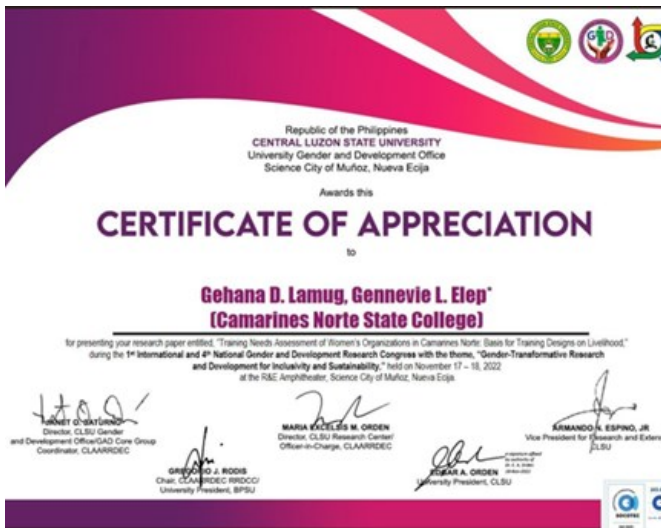 Republic of the Philippines
CENTRAL LUZON STATE UNIVERSITY
University Gender and Development Office
Science City of Muñoz, Nueva Ecija
Awards this
CERTIFICATE OF APPRECIATION
to
Gehana D. Lamug, Gennevie L. Elep*
(Camarines Norte State College)
for presenting your research paper entitled, "Training Needs Assessment of Women's Organizations in Camarines Norte: Basis for Training Designs on Livelihood,"
during the 1st International and 4th National Gender and Development Research Congress with the theme, "Gender-Transformative Research
and Development for Inclusivity and Sustainability," held on November 17 – 18, 2022
at the R&E Amphitheater, Science City of Muñoz, Nueva Ecija.
JANET O. SATURNO
Director, CLSU Gender
and Development Office/GAD Core Group
Coordinator, CLAARRDEC
GREGORIO J. RODIS
Chair, CLAARRDEC RRDCC/
University President, BPSU
MARIA EXCELSIS M. ORDEN
Director, CLSU Research Center/
Officer-in-Charge, CLAARRDEC
EDGAR A. ORDEN
University President, CLSU
ARMANDO N. ESPINO, JR
Vice President for Research and Extens
CLSU
SOCOTEC